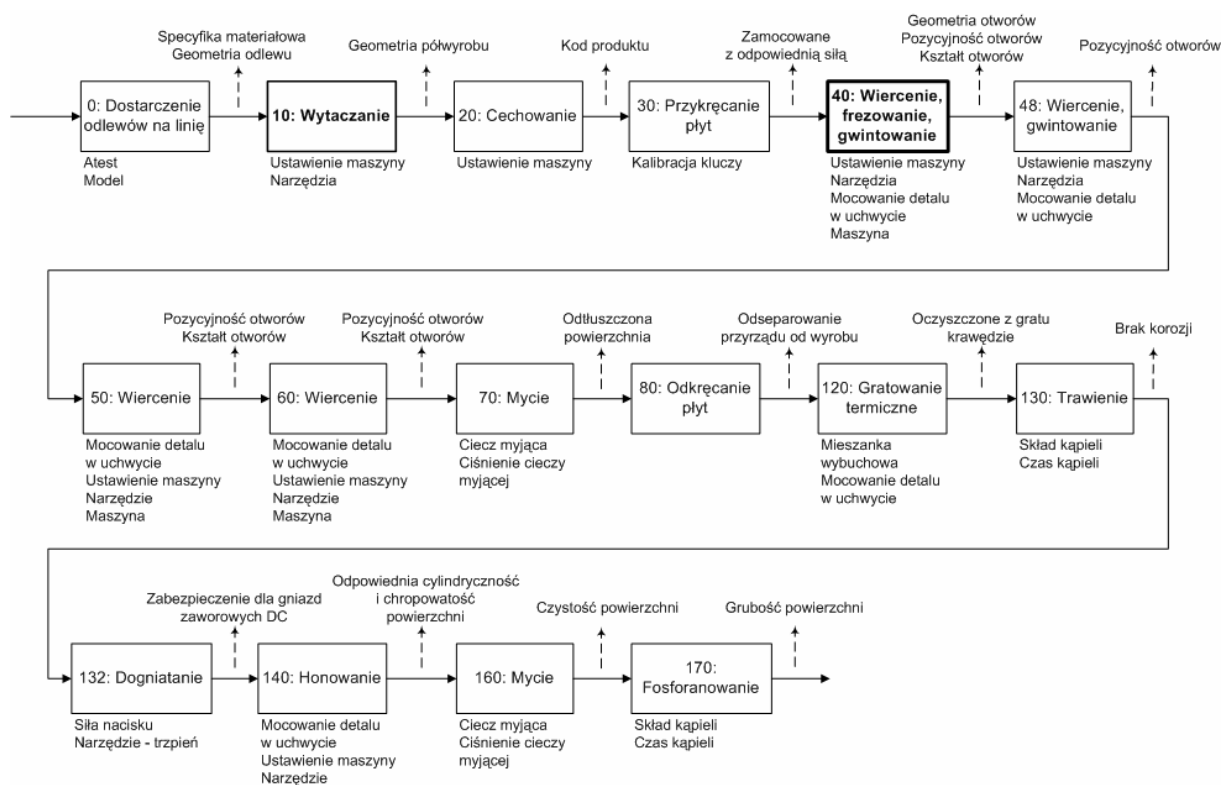 Specyfika materiałowa
Geometria odlewu
Geometria półwyrobu
Kod produktu
Zamocowane
z odpowiednią siłą
Geometria otworów
Pozycyjność otworów
Kształt otworów
Pozycyjność otworów
0: Dostarczenie
odlewów na linię
10: Wytaczanie
20: Cechowanie
30: Przykręcanie
płyt
40: Wiercenie,
frezowanie,
gwintowanie
48: Wiercenie,
gwintowanie
Atest
Model
Ustawienie maszyny
Narzędzia
Ustawienie maszyny
Kalibracja kluczy
Ustawienie maszyny
Narzędzia
Mocowanie detalu
w uchwycie
Maszyna
Ustawienie maszyny
Narzędzia
Mocowanie detalu
w uchwycie
Pozycyjność otworów
Kształt otworów
Pozycyjność otworów
Kształt otworów
Odtłuszczona
powierzchnia
Odseparowanie
przyrządu od wyrobu
Oczyszczone z gratu
krawędzie
Brak korozji
50: Wiercenie
60: Wiercenie
70: Mycie
80: Odkręcanie
płyt
120: Gratowanie
termiczne
130: Trawienie
Mocowanie detalu
w uchwycie
Ustawienie maszyny
Narzędzie
Maszyna
Mocowanie detalu
w uchwycie
Ustawienie maszyny
Narzędzie
Maszyna
Ciecz myjąca
Ciśnienie cieczy
myjącej
Mieszanka
wybuchowa
Mocowanie detalu
w uchwycie
Skład kąpieli
Czas kąpieli
Zabezpieczenie dla gniazd
zaworowych DC
Odpowiednia cylindryczność
i chropowatość
powierzchni
Czystość powierzchni
Grubość powierzchni
132: Dogniatanie
140: Honowanie
160: Mycie
170:
Fosforanowanie
Siła nacisku
Narzędzie - trzpień
Mocowanie detalu
w uchwycie
Ustawienie maszyny
Narzędzie
Ciecz myjąca
Ciśnienie cieczy
myjącej
Skład kąpieli
Czas kąpieli